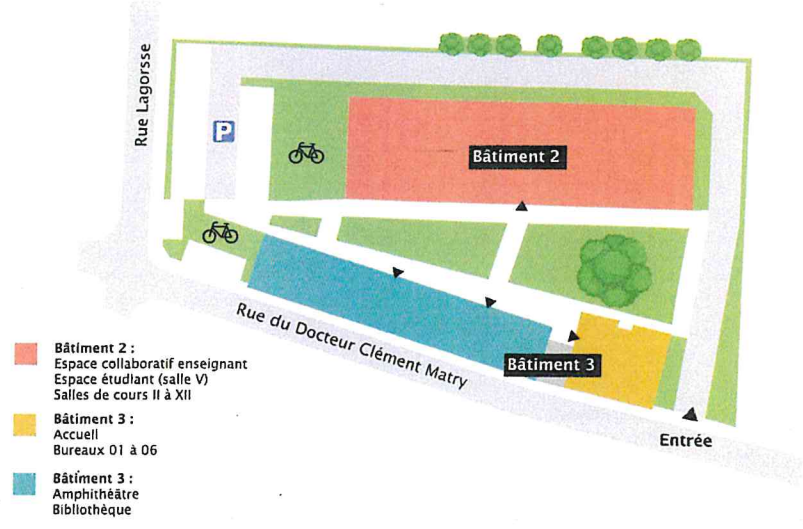 Rue Lagorsse
P
Bâtiment 2
Rue du Docteur Clément Matry
Bâtiment 3
Entrée
Bâtiment 2 :
Espace collaboratif enseignant
Espace étudiant (salle V)
Salles de cours II à XII
Bâtiment 3 :
Accueil
Bureaux 01 à 06
Bâtiment 3 :
Amphithéâtre
Bibliothèque